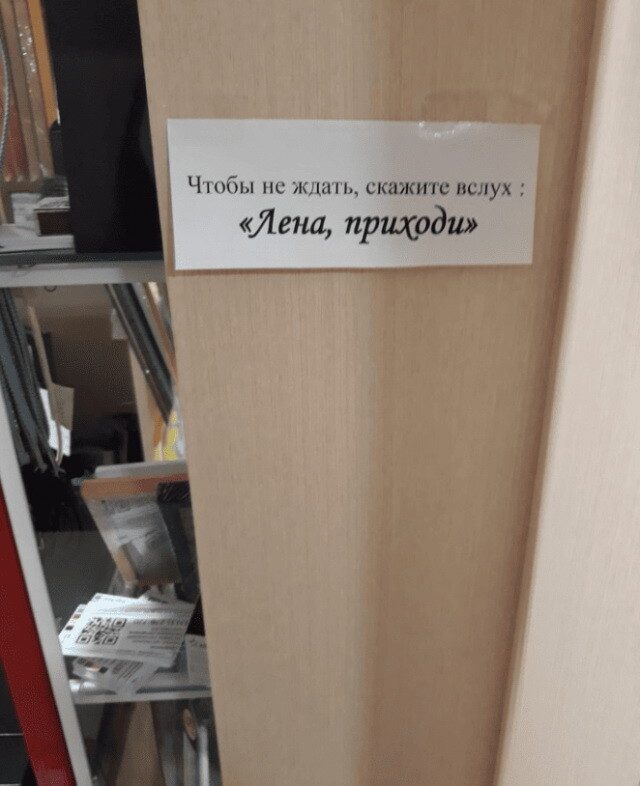 Чтобы не ждать, скажите вслух :
«Лена, приходи»